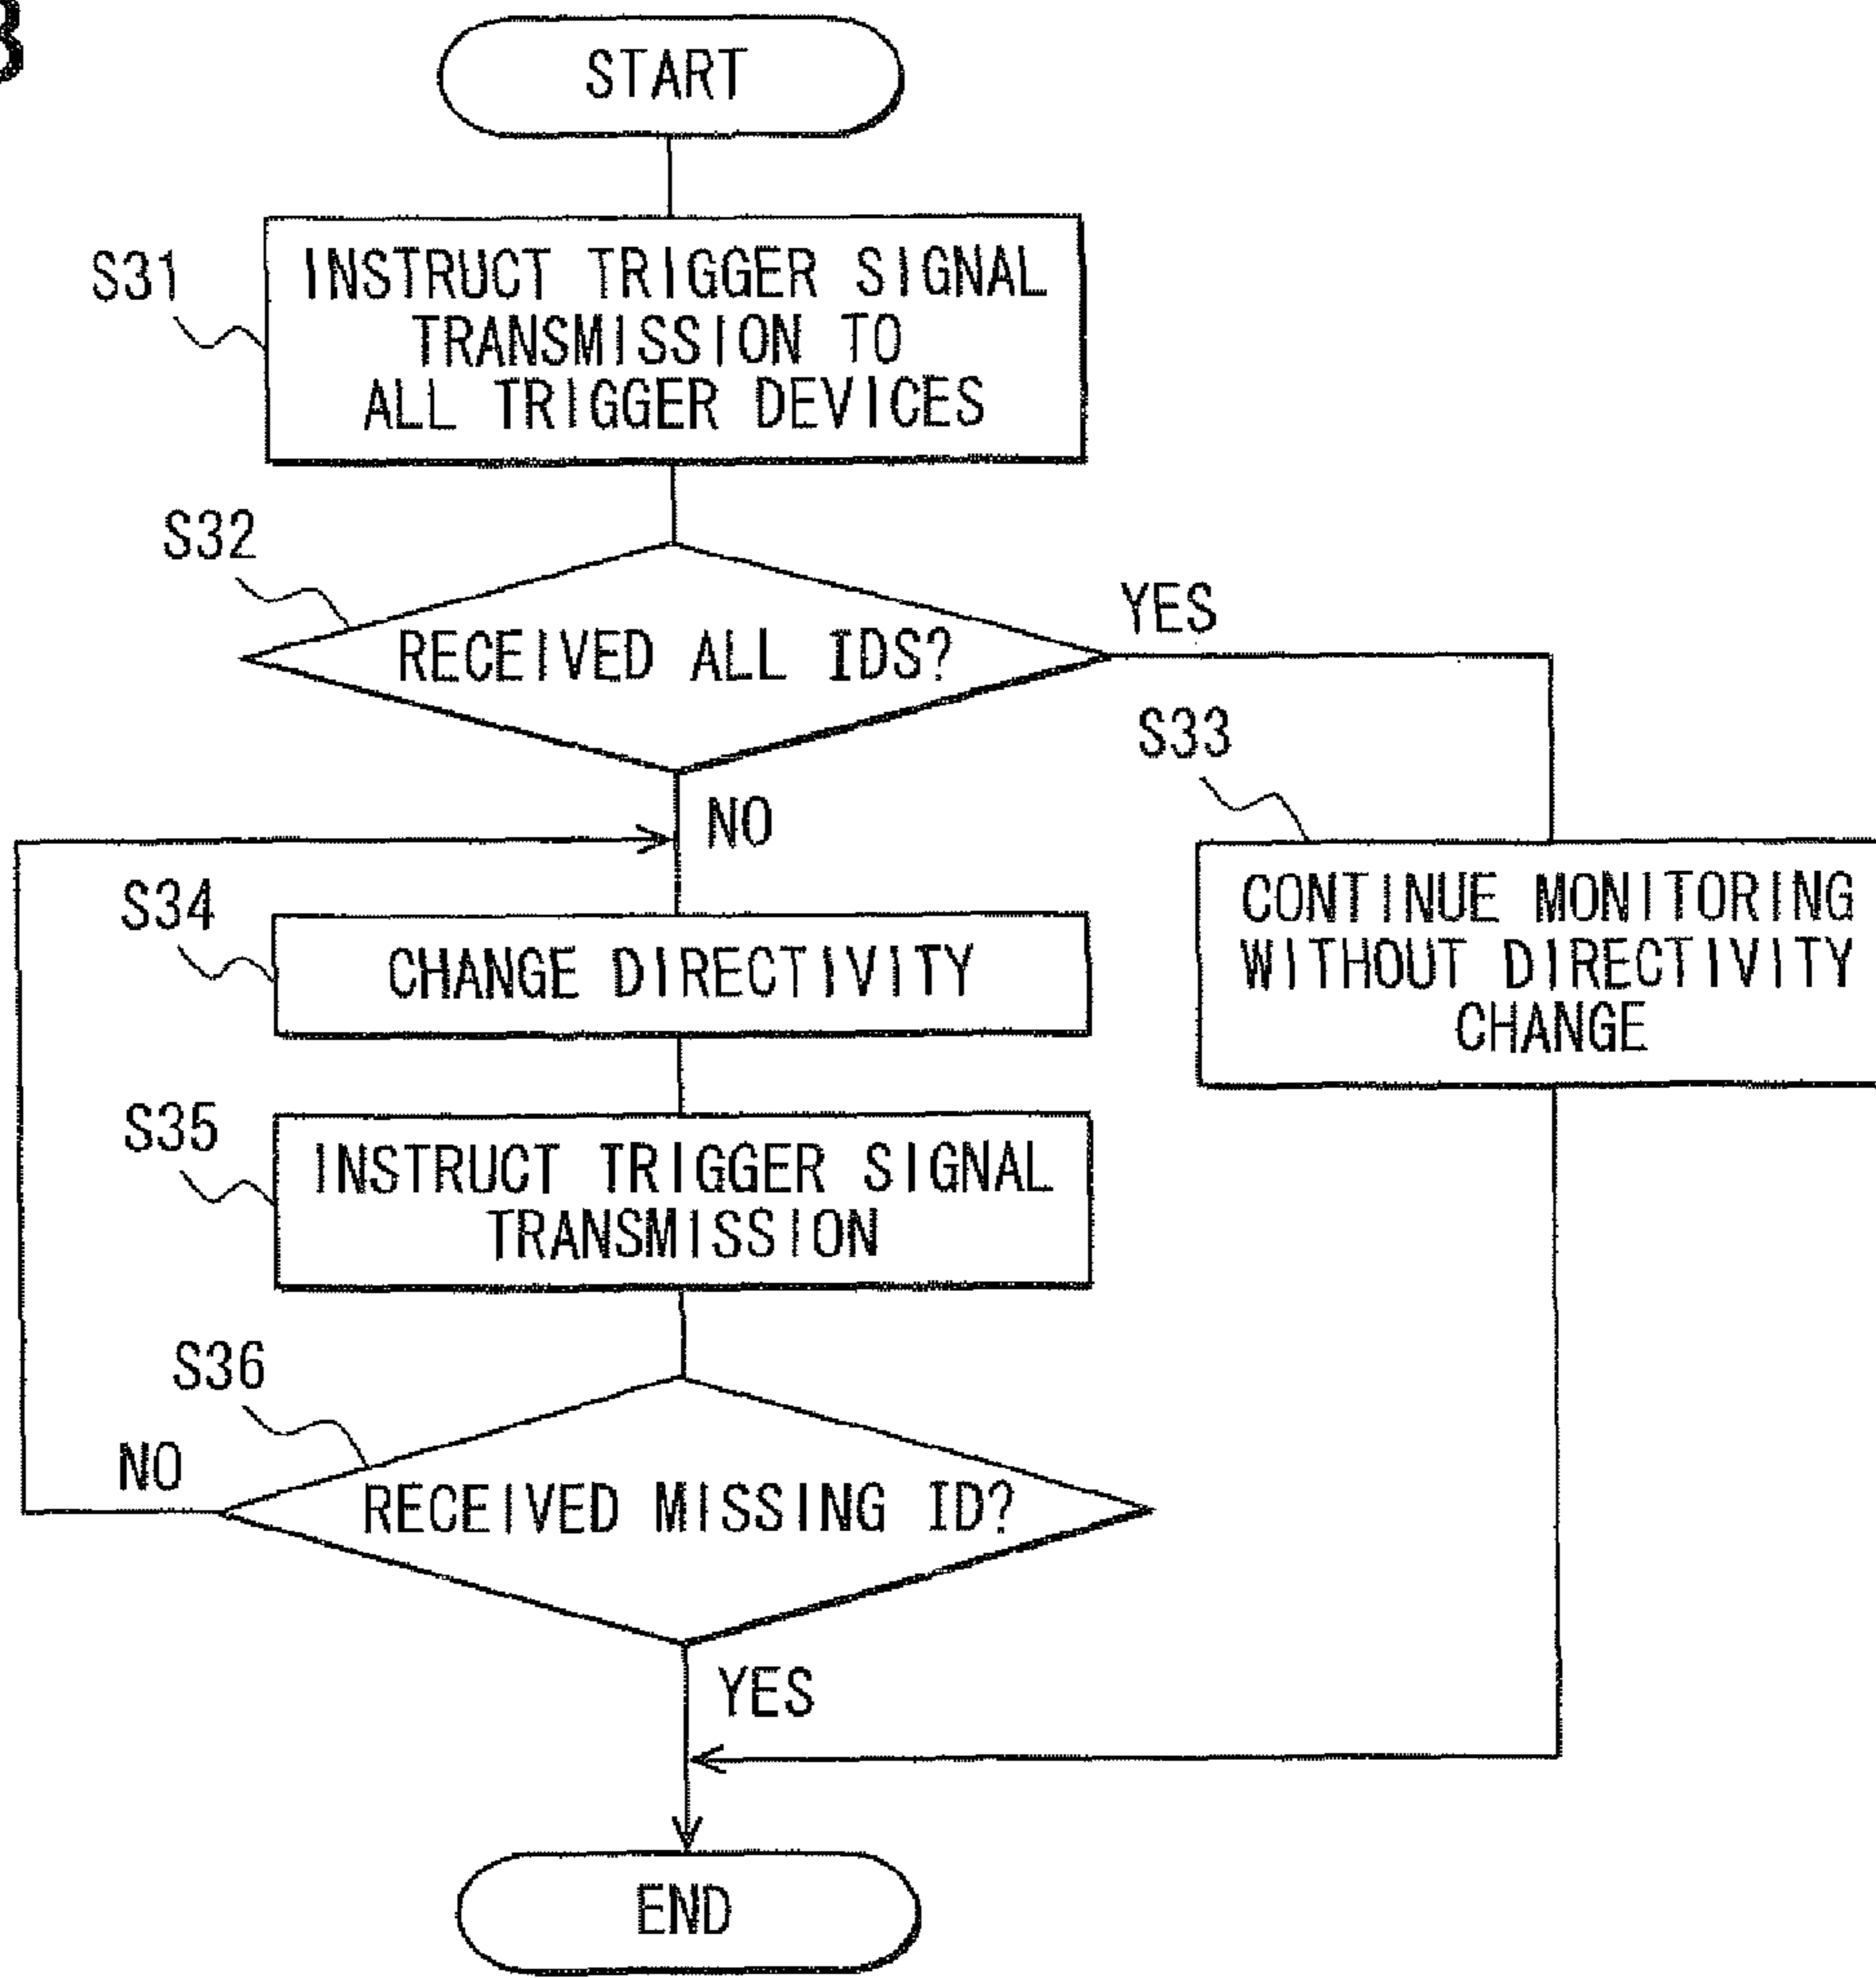 START
S31
INSTRUCT TRIGGER SIGNAL
TRANSMISSION TO
ALL TRIGGER DEVICES
S32
RECEIVED ALL IDS?
YES
S33
NO
CONTINUE MONITORING
WITHOUT DIRECTIVITY
CHANGE
S34
CHANGE DIRECTIVITY
S35
INSTRUCT TRIGGER SIGNAL
TRANSMISSION
S36
NO
RECEIVED MISSING ID?
YES
END